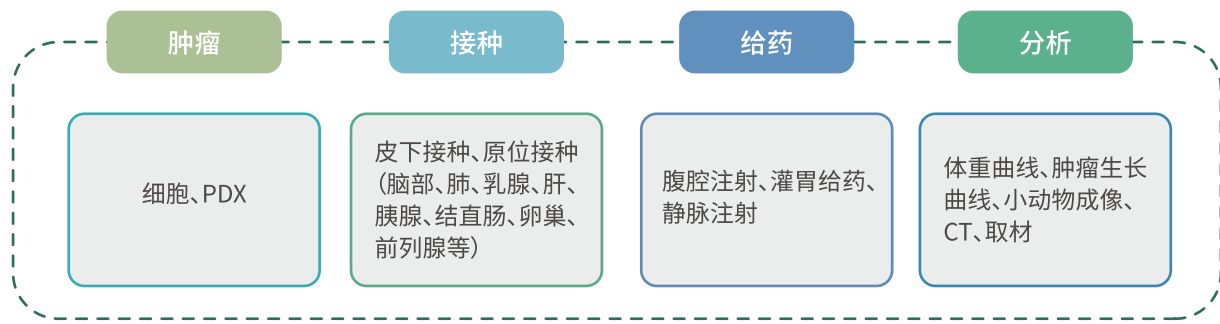 肿瘤
接种
给药
分析
细胞、PDX
皮下接种、原位接种
（脑部、肺、乳腺、肝、
胰腺、结直肠、卵巢、
前列腺等）
腹腔注射、灌胃给药、
静脉注射
体重曲线、肿瘤生长
曲线、小动物成像、
CT、取材